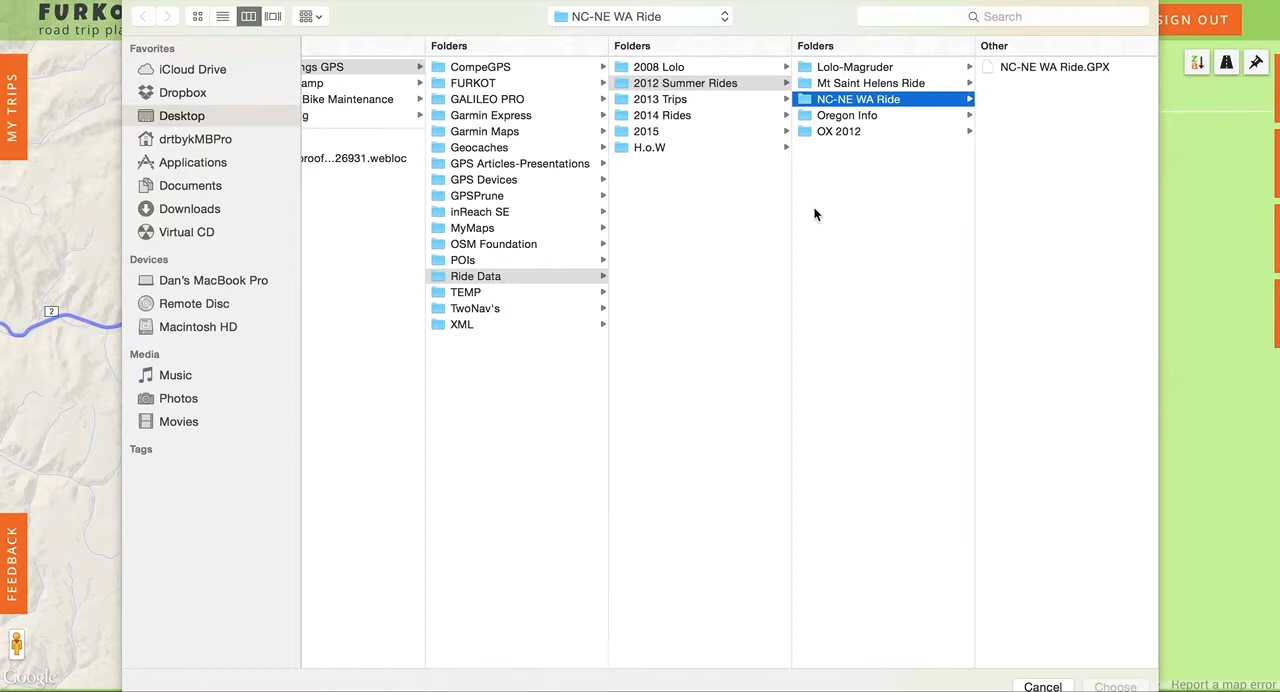 FURKO
road trip pla
NC-NE WA Ride
Search
SIGN OUT
MY TRIPS
FEEDBACK
2
Google
Favorites
iCloud Drive
Dropbox
Desktop
drtbykMBPro
Applications
Documents
Downloads
Virtual CD
Devices
Dan's MacBook Pro
Remote Disc
Macintosh HD
Media
Music
Photos
Movies
Tags
ngs GPS
amp
Bike Maintenance
g
proof...26931.webloc
Folders
CompeGPS
FURKOT
GALILEO PRO
Garmin Express
Garmin Maps
Geocaches
GPS Articles-Presentations
GPS Devices
GPSPrune
inReach SE
MyMaps
OSM Foundation
POIs
Ride Data
TEMP
TwoNav's
XML
Folders
2008 Lolo
2012 Summer Rides
2013 Trips
2014 Rides
2015
H.o.W
Folders
Lolo-Magruder
Mt Saint Helens Ride
NC-NE WA Ride
Oregon Info
OX 2012
Other
NC-NE WA Ride.GPX
Cancel
Choose
Report a map error